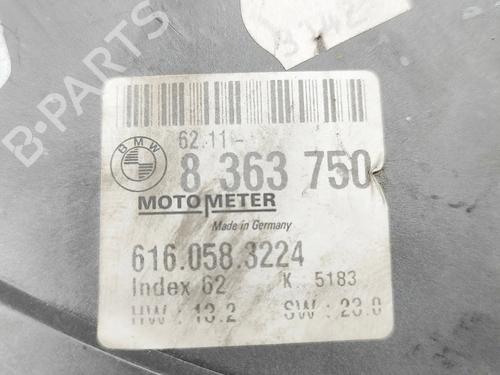 B-PARTS
62.11-
BMW
8 363 750
MOTOMETER
Made in Germany
616.058.3224
Index 62 K 5183
HW : 13.2 SW : 23.0